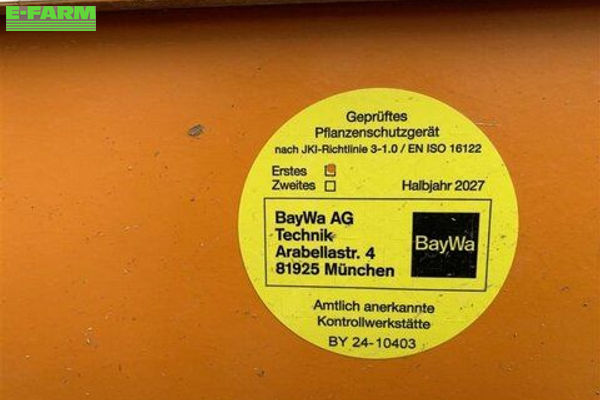 E-FARM
Geprüftes
Pflanzenschutzgerät
nach JKI-Richtlinie 3-1.0 / EN ISO 16122
Erstes
Zweites Halbjahr 2027
BayWa AG
Technik
Arabellastr. 4
81925 München
BayWa
Amtlich anerkannte
Kontrollwerkstätte
BY 24-10403